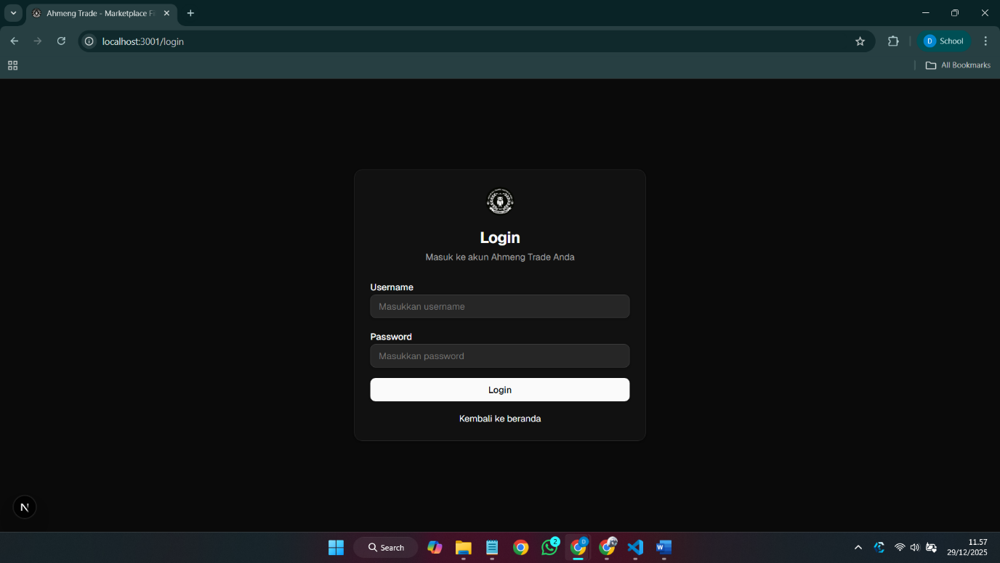 Ahmeng Trade - Marketplace Fi
localhost:3001/login
D
School
All Bookmarks
Login
Masuk ke akun Ahmeng Trade Anda
Username
Masukkan username
Password
Masukkan password
Login
Kembali ke beranda
N
Search
2
D
W
11.57
29/12/2025